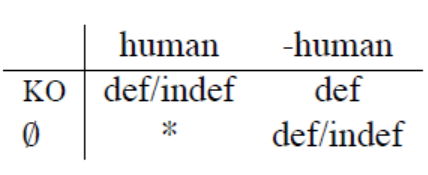 human -human
KO def/indef def
∅ * def/indef